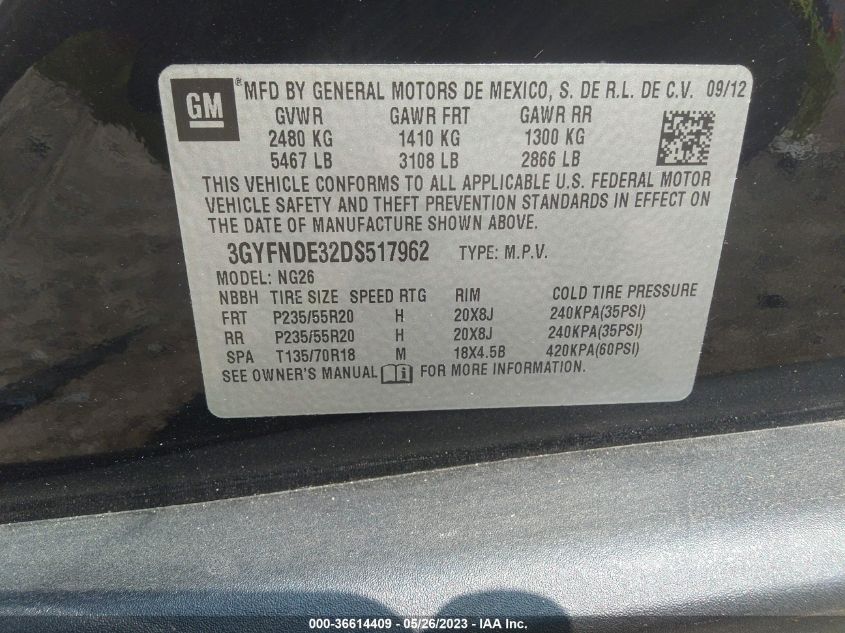 GM ® MFD BY GENERAL MOTORS DE MEXICO, S. DE R.L. DE C.V. 09/12
GVWR GAWR FRT GAWR RR
2480 KG 1410 KG 1300 KG
5467 LB 3108 LB 2866 LB
THIS VEHICLE CONFORMS TO ALL APPLICABLE U.S. FEDERAL MOTOR
VEHICLE SAFETY AND THEFT PREVENTION STANDARDS IN EFFECT ON
THE DATE OF MANUFACTURE SHOWN ABOVE.
3GYFNDE32DS517962 TYPE: M.P.V.
MODEL: NG26
NBBH TIRE SIZE SPEED RTG RIM COLD TIRE PRESSURE
FRT P235/55R20 H 20X8J 240KPA(35PSI)
RR P235/55R20 H 20X8J 240KPA(35PSI)
SPA T135/70R18 M 18X4.5B 420KPA(60PSI)
SEE OWNER'S MANUAL FOR MORE INFORMATION.
000-36614409 - 05/26/2023 - IAA Inc.